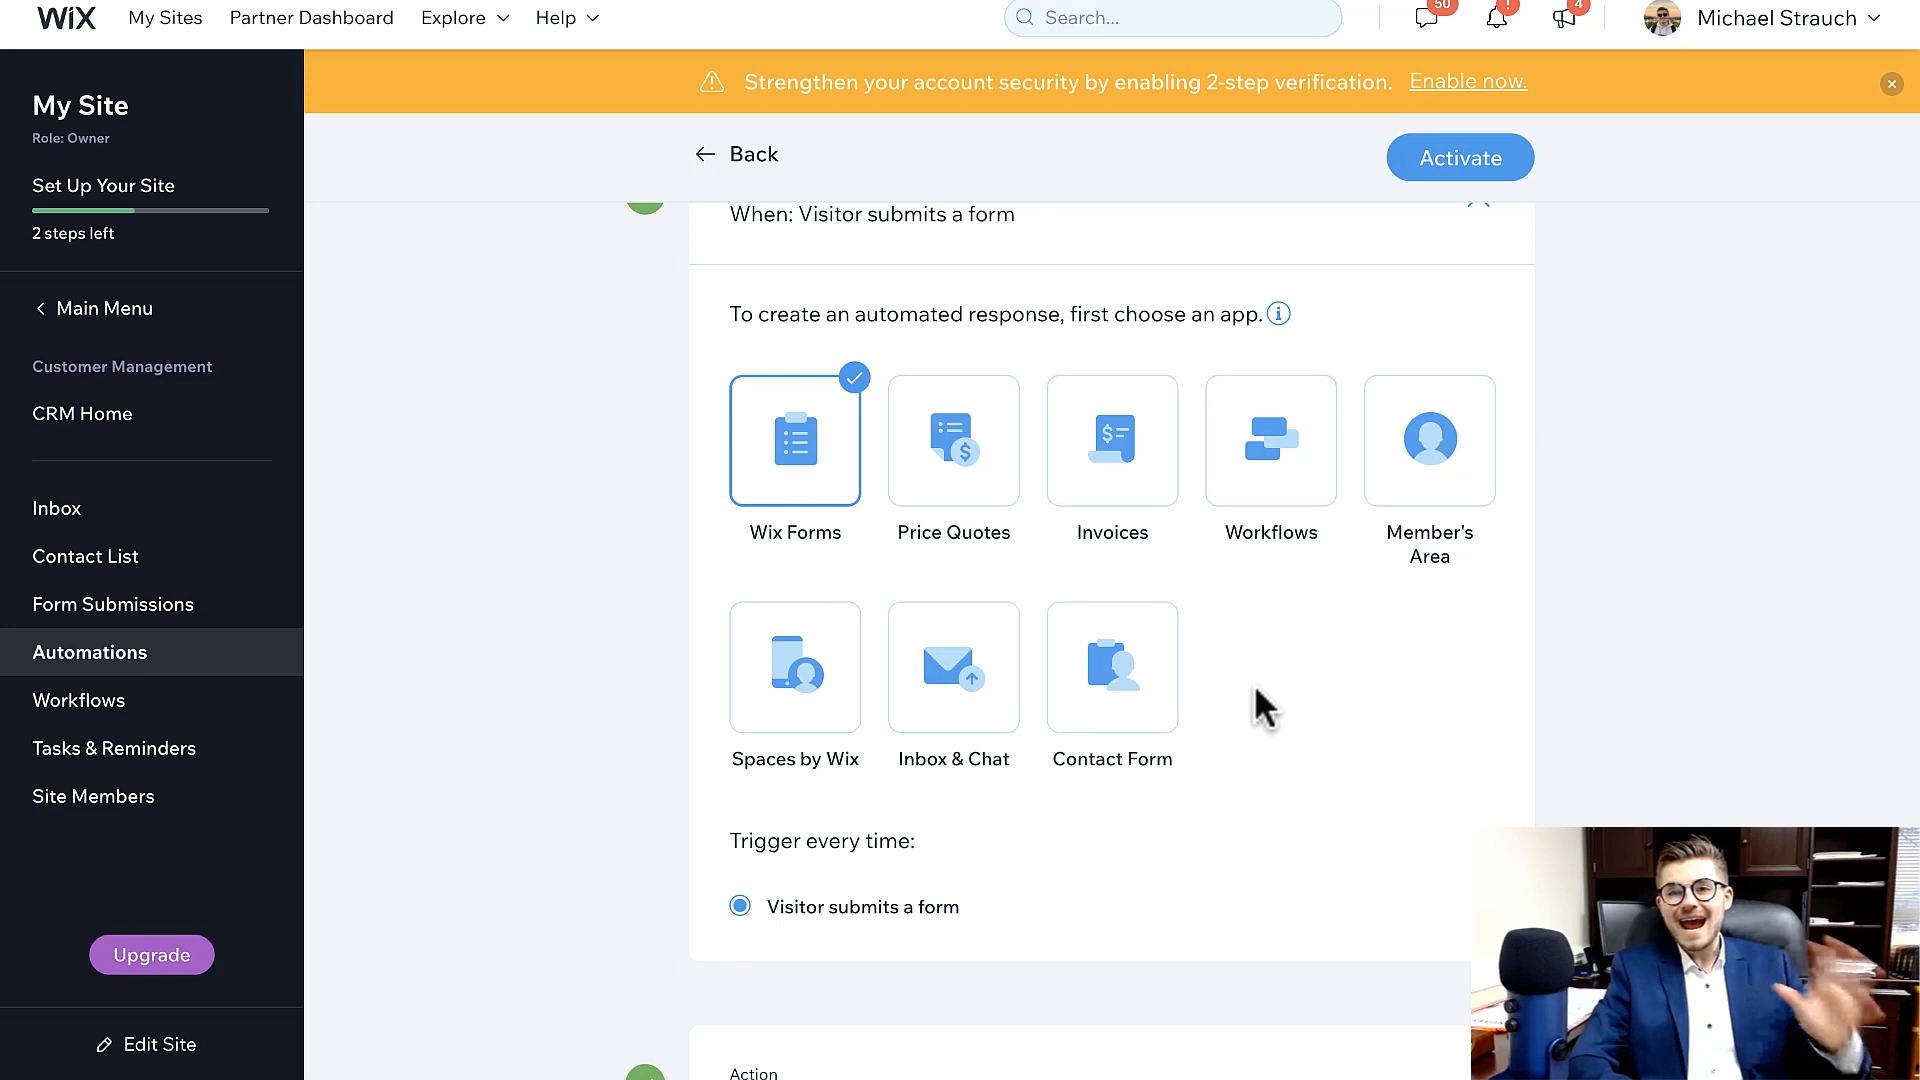 WiX My Sites Partner Dashboard Explore Help Search... 50 ! 4 Michael Strauch
Strengthen your account security by enabling 2-step verification. Enable now.
My Site
Role: Owner
Set Up Your Site
2 steps left
Main Menu
Customer Management
CRM Home
Inbox
Contact List
Form Submissions
Automations
Workflows
Tasks & Reminders
Site Members
Upgrade
Edit Site
Back
Activate
When: Visitor submits a form
To create an automated response, first choose an app. i
Wix Forms Price Quotes Invoices Workflows Member's
Area
Spaces by Wix Inbox & Chat Contact Form
Trigger every time:
Visitor submits a form
Action